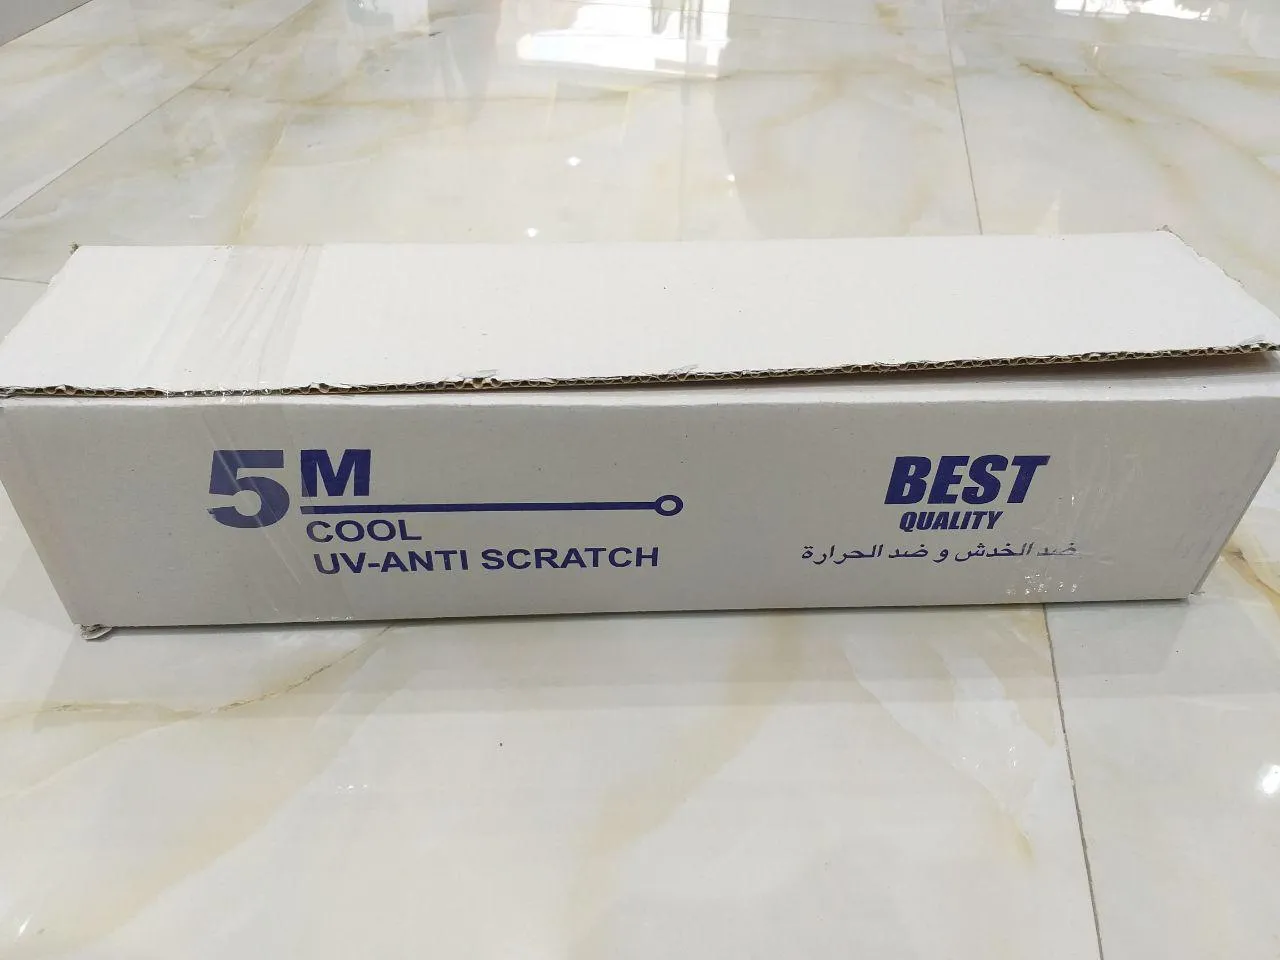 5M
COOL
UV-ANTI SCRATCH
BEST
QUALITY
ضد الخدش و ضد الحرارة